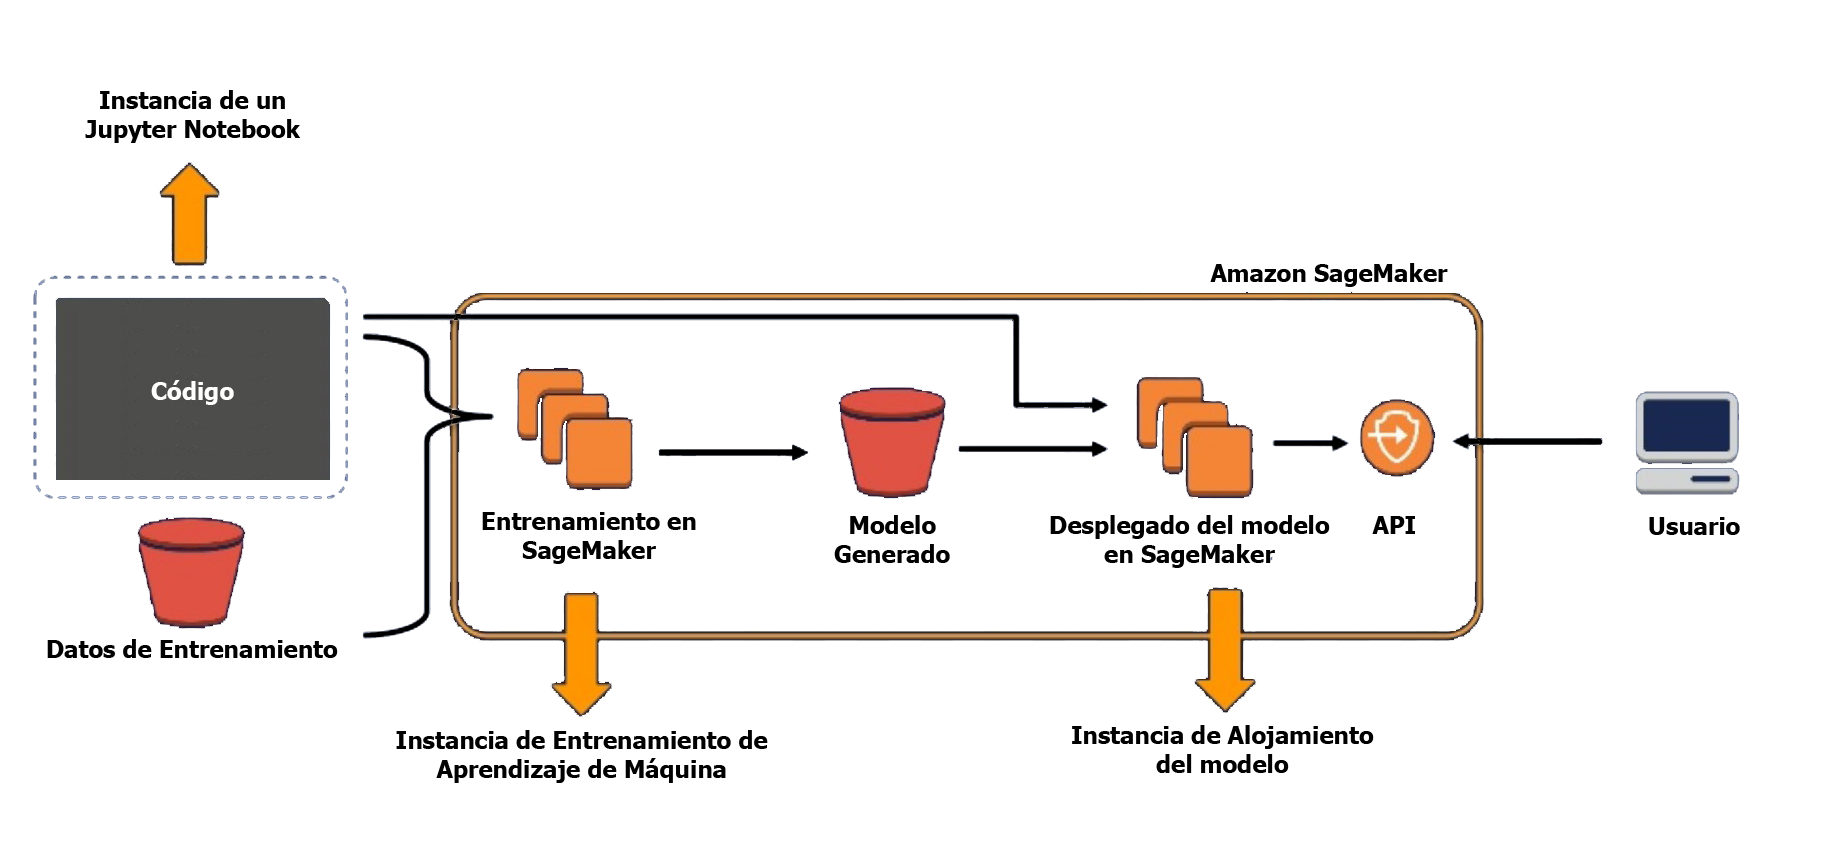 Instancia de un
Jupyter Notebook
Amazon SageMaker
Código
Entrenamiento en
SageMaker
Modelo
Generado
Desplegado del modelo
en SageMaker
API
Usuario
Datos de Entrenamiento
Instancia de Entrenamiento de
Aprendizaje de Máquina
Instancia de Alojamiento
del modelo